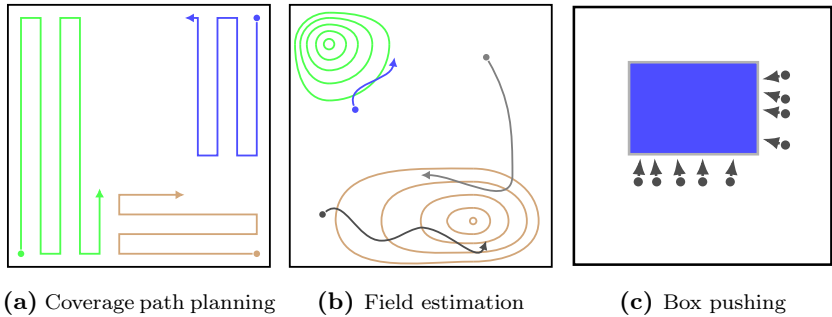 (a) Coverage path planning
(b) Field estimation
(c) Box pushing